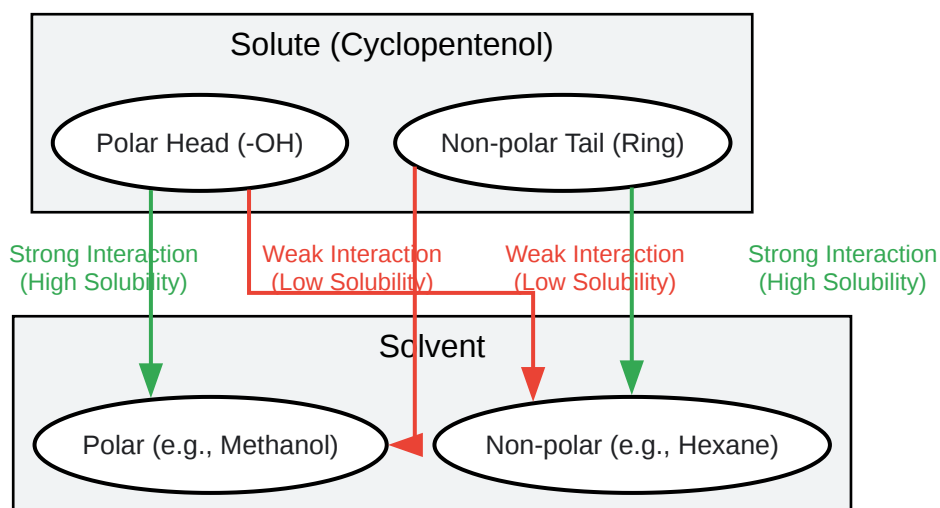 Solute (Cyclopentenol)
Polar Head (-OH)
Non-polar Tail (Ring)
Strong Interaction
(High Solubility)
Weak Interaction
(Low Solubility)
Weak Interaction
(Low Solubility)
Strong Interaction
(High Solubility)
Solvent
Polar (e.g., Methanol)
Non-polar (e.g., Hexane)